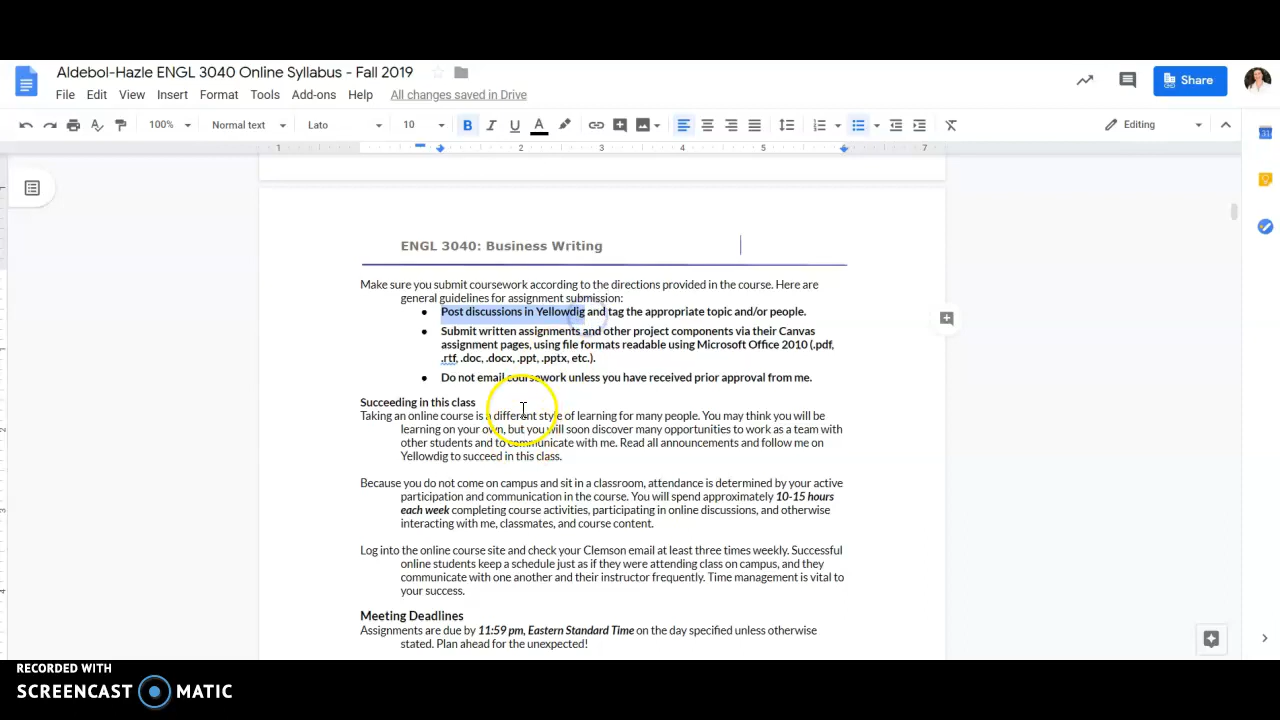 Aldebol-Hazle ENGL 3040 Online Syllabus - Fall 2019
File Edit View Insert Format Tools Add-ons Help All changes saved in Drive
Share
100% Normal text Lato 10 B I U A Editing
1 2 3 4 5 7
ENGL 3040: Business Writing
Make sure you submit coursework according to the directions provided in the course. Here are
general guidelines for assignment submission:
● Post discussions in Yellowdig and tag the appropriate topic and/or people.
● Submit written assignments and other project components via their Canvas
assignment pages, using file formats readable using Microsoft Office 2010 (.pdf,
.rtf, .doc, .docx, .ppt, .pptx, etc.).
● Do not email coursework unless you have received prior approval from me.
Succeeding in this class
Taking an online course is a different style of learning for many people. You may think you will be
learning on your own, but you will soon discover many opportunities to work as a team with
other students and to communicate with me. Read all announcements and follow me on
Yellowdig to succeed in this class.
Because you do not come on campus and sit in a classroom, attendance is determined by your active
participation and communication in the course. You will spend approximately 10-15 hours
each week completing course activities, participating in online discussions, and otherwise
interacting with me, classmates, and course content.
Log into the online course site and check your Clemson email at least three times weekly. Successful
online students keep a schedule just as if they were attending class on campus, and they
communicate with one another and their instructor frequently. Time management is vital to
your success.
Meeting Deadlines
Assignments are due by 11:59 pm, Eastern Standard Time on the day specified unless otherwise
stated. Plan ahead for the unexpected!
RECORDED WITH
SCREENCAST MATIC